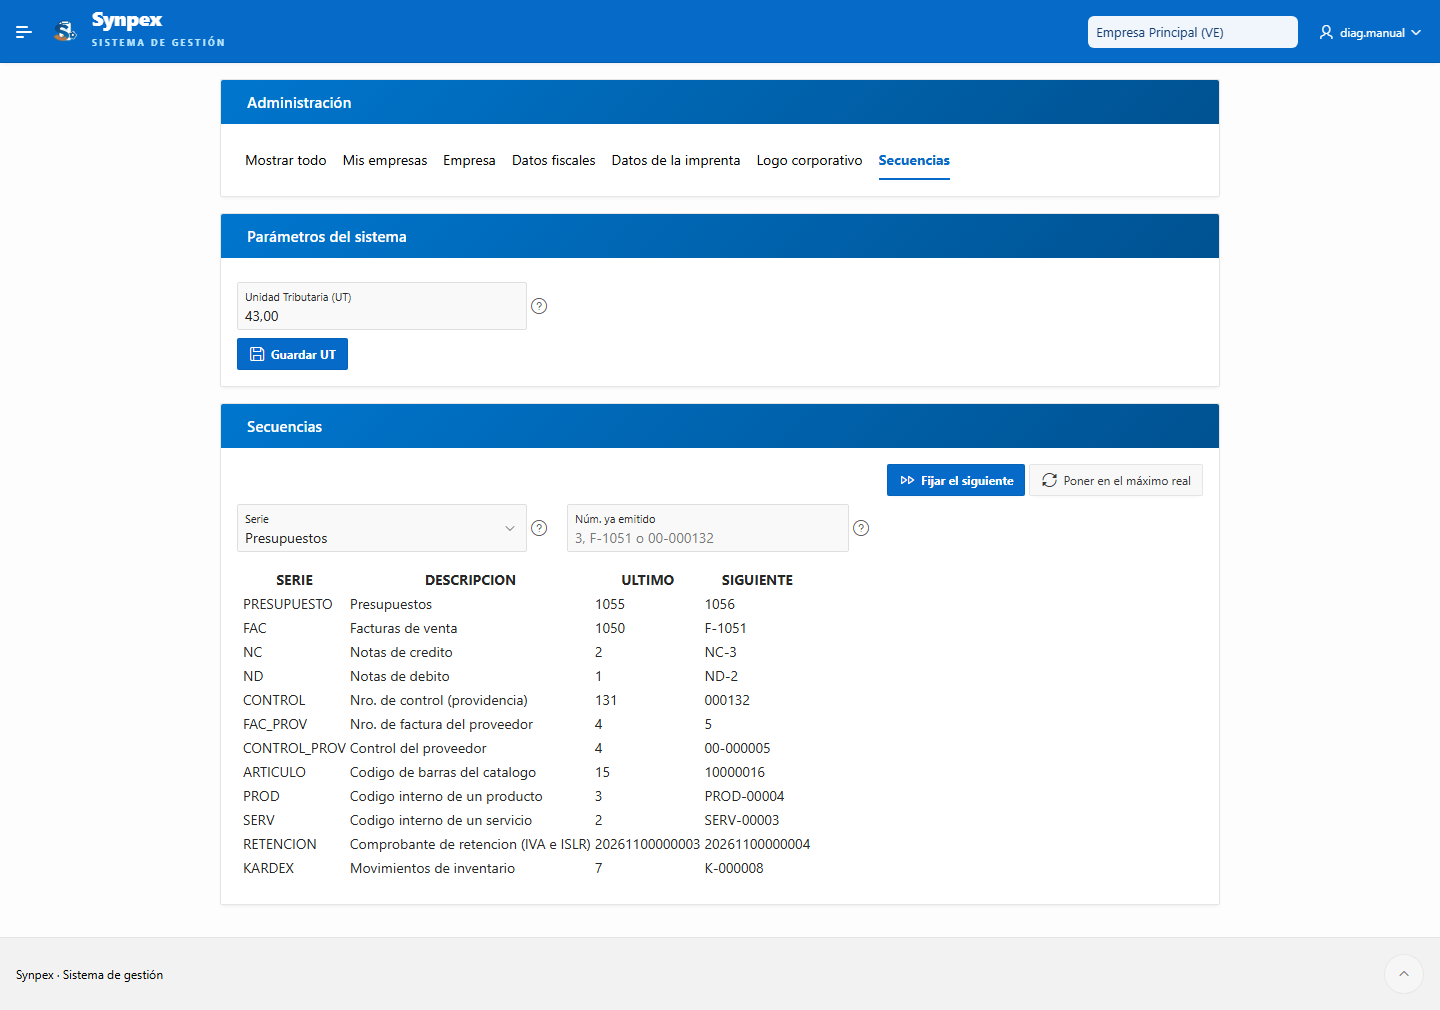 Synpex
SISTEMA DE GESTIÓN
Empresa Principal (VE)
diag.manual
Administración
Mostrar todo Mis empresas Empresa Datos fiscales Datos de la imprenta Logo corporativo Secuencias
Parámetros del sistema
Unidad Tributaria (UT)
43,00
Guardar UT
Secuencias
Fijar el siguiente Poner en el máximo real
Serie
Presupuestos
Núm. ya emitido
3, F-1051 o 00-000132
SERIE DESCRIPCION ULTIMO SIGUIENTE
PRESUPUESTO Presupuestos 1055 1056
FAC Facturas de venta 1050 F-1051
NC Notas de credito 2 NC-3
ND Notas de debito 1 ND-2
CONTROL Nro. de control (providencia) 131 000132
FAC_PROV Nro. de factura del proveedor 4 5
CONTROL_PROV Control del proveedor 4 00-000005
ARTICULO Codigo de barras del catalogo 15 10000016
PROD Codigo interno de un producto 3 PROD-00004
SERV Codigo interno de un servicio 2 SERV-00003
RETENCION Comprobante de retencion (IVA e ISLR) 20261100000003 20261100000004
KARDEX Movimientos de inventario 7 K-000008
Synpex · Sistema de gestión